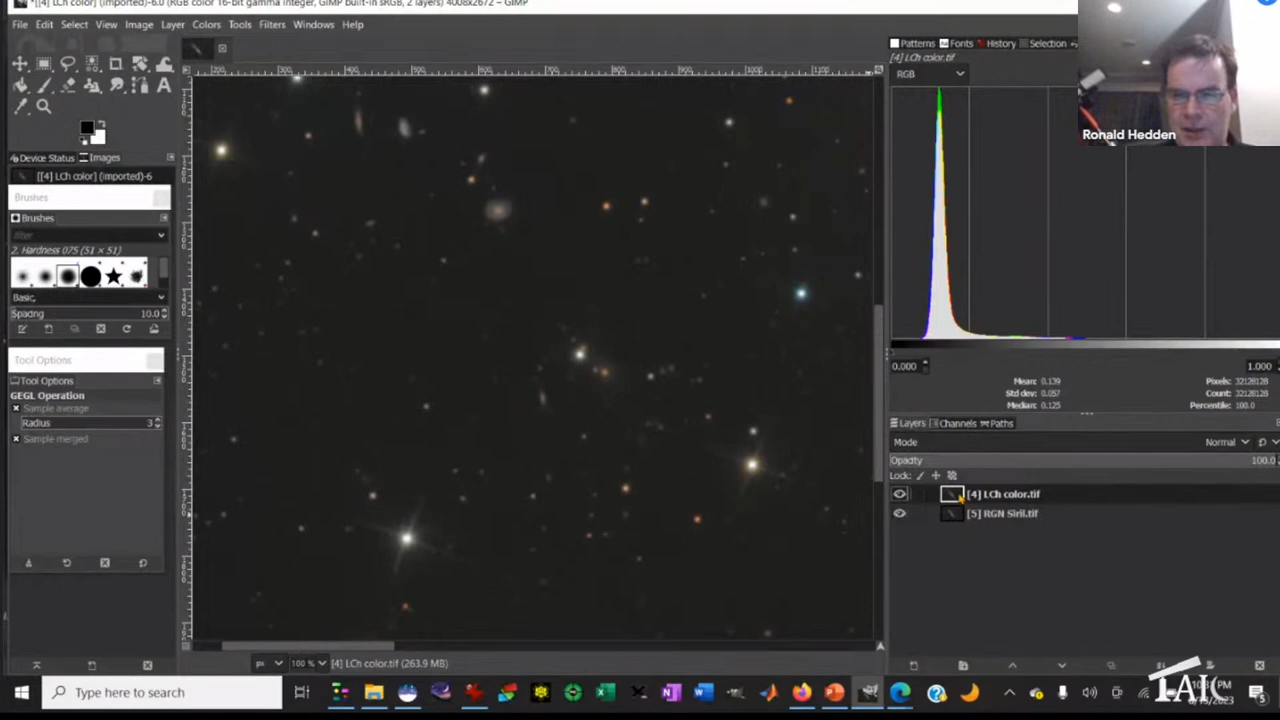 *[[4] LCh color] (imported)-6.0 (RGB color 16-bit gamma integer, GIMP built-in sRGB, 2 layers) 4008x2672 – GIMP
File Edit Select View Image Layer Colors Tools Filters Windows Help
Patterns Fonts History Selection
[4] LCh color.tif
RGB
Ronald Hedden
Device Status Images
[[4] LCh color] (imported)-6
Brushes
Brushes
filter
2. Hardness 075 (51 × 51)
Basic,
Spacing 10.0
Tool Options
Tool Options
GEGL Operation
Sample average
Radius 3
Sample merged
0.000 1.000
Mean: 0.139 Pixels: 32128128
Std dev: 0.057 Count: 32128128
Median: 0.125 Percentile: 100.0
Layers Channels Paths
Mode Normal
Opacity 100.0
Lock:
[4] LCh color.tif
[5] RGN Siril.tif
px 100 % [4] LCh color.tif (263.9 MB)
Type here to search
TAIC
PM